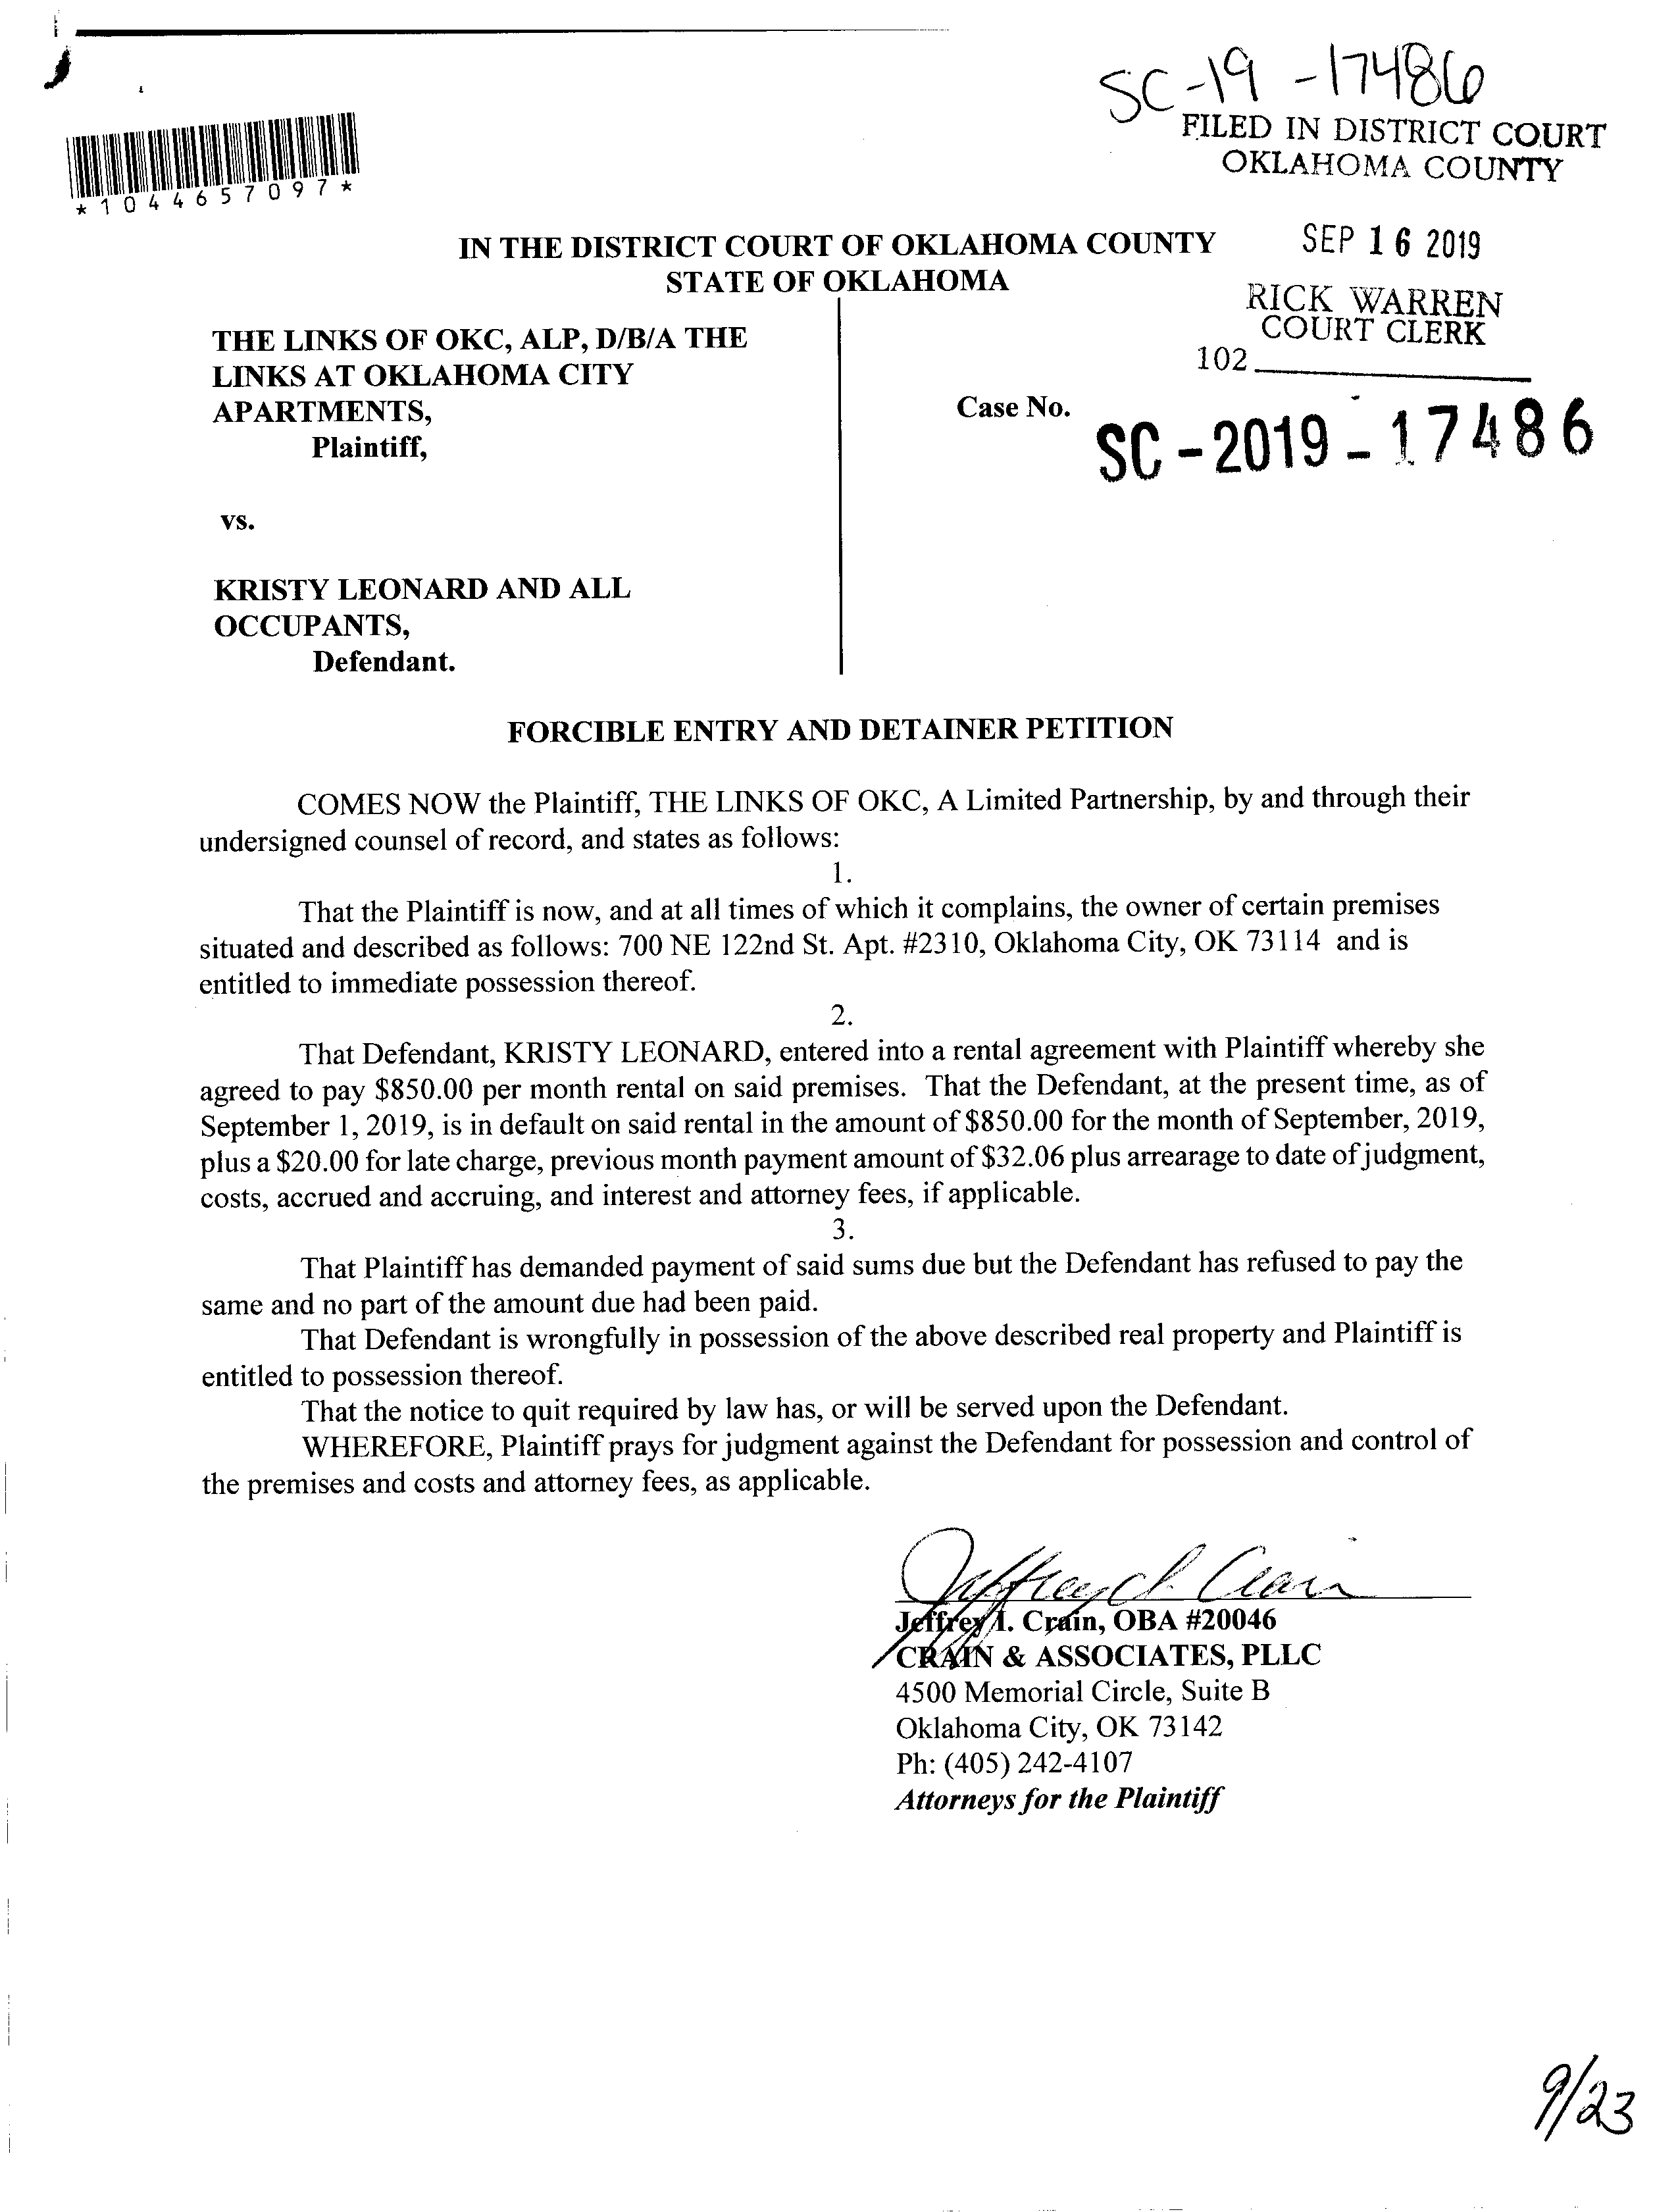 SC-19-17486
FILED IN DISTRICT COURT
OKLAHOMA COUNTY
*1044657097*
SEP 16 2019
IN THE DISTRICT COURT OF OKLAHOMA COUNTY
STATE OF OKLAHOMA
RICK WARREN
COURT CLERK
102
THE LINKS OF OKC, ALP, D/B/A THE
LINKS AT OKLAHOMA CITY
APARTMENTS,
Plaintiff,
Case No.
SC-2019-17486
vs.
KRISTY LEONARD AND ALL
OCCUPANTS,
Defendant.
FORCIBLE ENTRY AND DETAINER PETITION
COMES NOW the Plaintiff, THE LINKS OF OKC, A Limited Partnership, by and through their
undersigned counsel of record, and states as follows:
1.
That the Plaintiff is now, and at all times of which it complains, the owner of certain premises
situated and described as follows: 700 NE 122nd St. Apt. #2310, Oklahoma City, OK 73114 and is
entitled to immediate possession thereof.
2.
That Defendant, KRISTY LEONARD, entered into a rental agreement with Plaintiff whereby she
agreed to pay $850.00 per month rental on said premises. That the Defendant, at the present time, as of
September 1, 2019, is in default on said rental in the amount of $850.00 for the month of September, 2019,
plus a $20.00 for late charge, previous month payment amount of $32.06 plus arrearage to date of judgment,
costs, accrued and accruing, and interest and attorney fees, if applicable.
3.
That Plaintiff has demanded payment of said sums due but the Defendant has refused to pay the
same and no part of the amount due had been paid.
That Defendant is wrongfully in possession of the above described real property and Plaintiff is
entitled to possession thereof.
That the notice to quit required by law has, or will be served upon the Defendant.
WHEREFORE, Plaintiff prays for judgment against the Defendant for possession and control of
the premises and costs and attorney fees, as applicable.
Jeffrey I. Crain
Jeffrey I. Crain, OBA #20046
CRAIN & ASSOCIATES, PLLC
4500 Memorial Circle, Suite B
Oklahoma City, OK 73142
Ph: (405) 242-4107
Attorneys for the Plaintiff
9/23